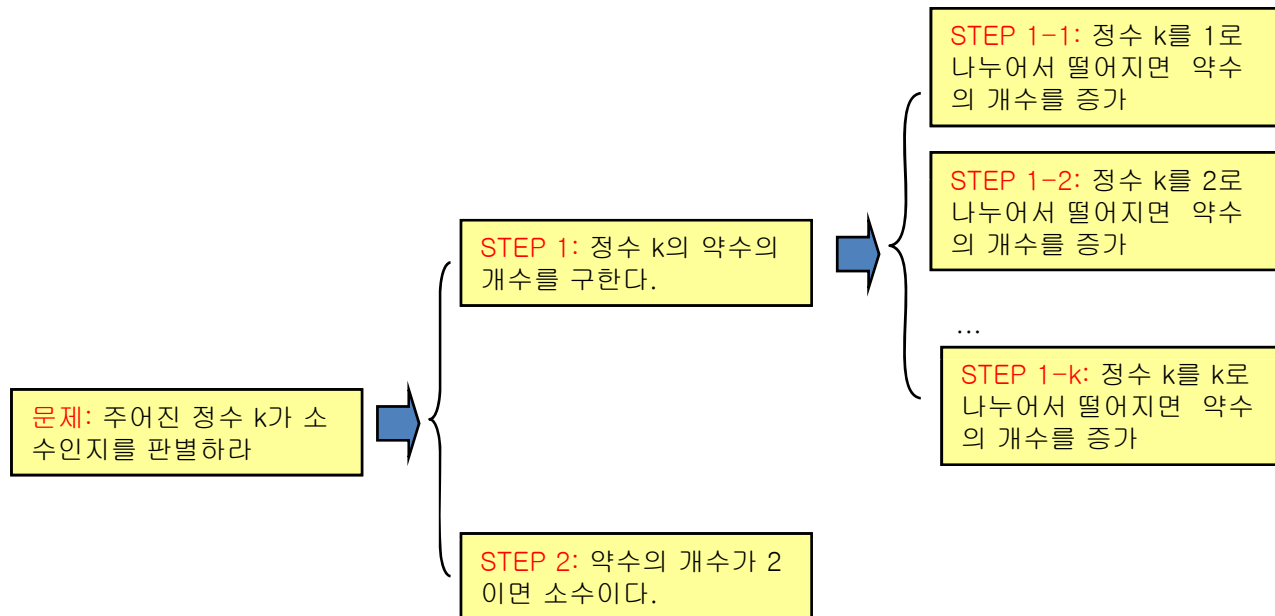 문제: 주어진 정수 k가 소
수인지를 판별하라
STEP 1: 정수 k의 약수의
개수를 구한다.
STEP 2: 약수의 개수가 2
이면 소수이다.
STEP 1-1: 정수 k를 1로
나누어서 떨어지면 약수
의 개수를 증가
STEP 1-2: 정수 k를 2로
나누어서 떨어지면 약수
의 개수를 증가
...
STEP 1-k: 정수 k를 k로
나누어서 떨어지면 약수
의 개수를 증가